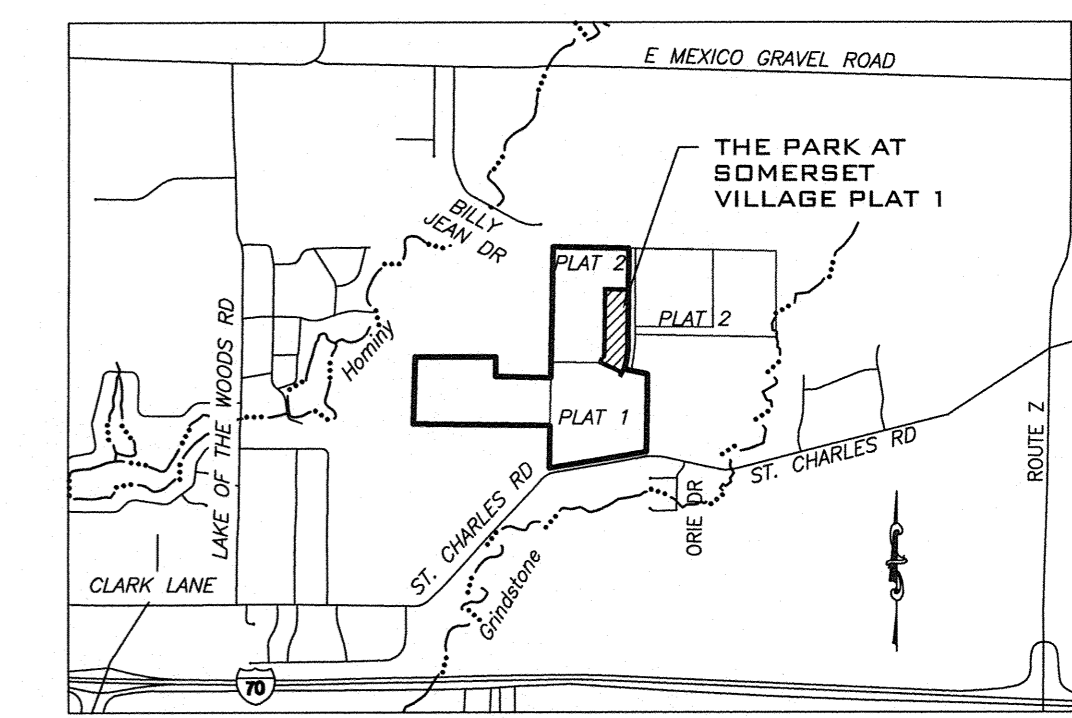 E MEXICO GRAVEL ROAD
THE PARK AT
SOMERSET
VILLAGE PLAT 1
BILLY
JEAN DR
PLAT 2
PLAT 2
LAKE OF THE WOODS RD
Hominy
PLAT 1
ST. CHARLES RD
ST. CHARLES RD
ROUTE Z
ORIE DR
CLARK LANE
Grindstone
70